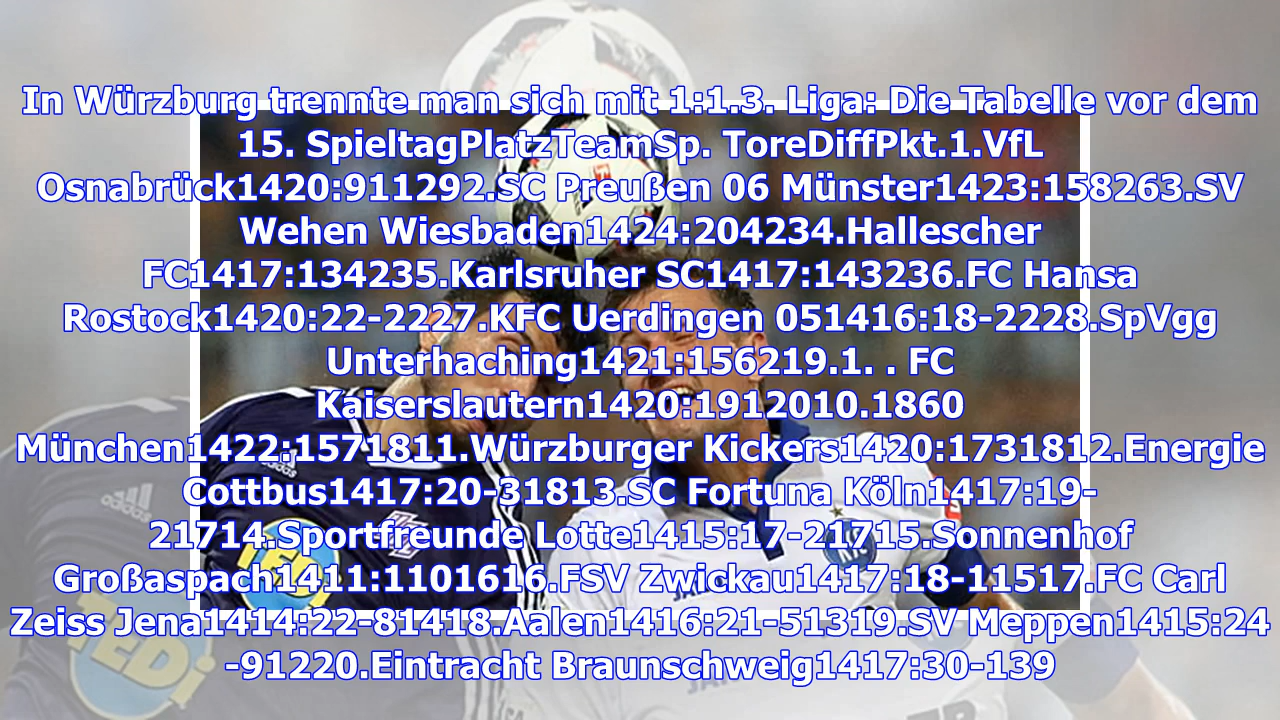 In Würzburg trennte man sich mit 1:1.3. Liga: Die Tabelle vor dem
15. SpieltagPlatzTeamSp. ToreDiffPkt.1.VfL
Osnabrück1420:911292.SC Preußen 06 Münster1423:158263.SV
Wehen Wiesbaden1424:204234.Hallescher
FC1417:134235.Karlsruher SC1417:143236.FC Hansa
Rostock1420:22-2227.KFC Uerdingen 051416:18-2228.SpVgg
Unterhaching1421:156219.1. . FC
Kaiserslautern1420:1912010.1860
München1422:1571811.Würzburger Kickers1420:1731812.Energie
Cottbus1417:20-31813.SC Fortuna Köln1417:19-
21714.Sportfreunde Lotte1415:17-21715.Sonnenhof
Großaspach1411:1101616.FSV Zwickau1417:18-11517.FC Carl
Zeiss Jena1414:22-81418.Aalen1416:21-51319.SV Meppen1415:24
-91220.Eintracht Braunschweig1417:30-139
adidas
adidas
TEDi
TEDi